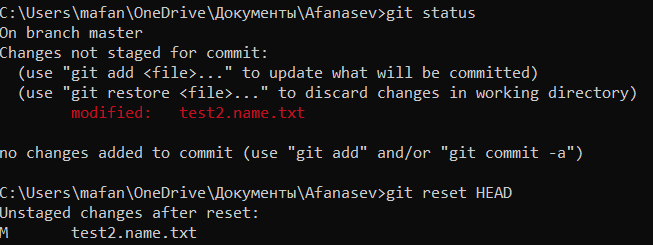 C:\Users\mafan\OneDrive\Документы\Afanasev>git status
On branch master
Changes not staged for commit:
  (use "git add <file>..." to update what will be committed)
  (use "git restore <file>..." to discard changes in working directory)
        modified:   test2.name.txt
no changes added to commit (use "git add" and/or "git commit -a")
C:\Users\mafan\OneDrive\Документы\Afanasev>git reset HEAD
Unstaged changes after reset:
M       test2.name.txt